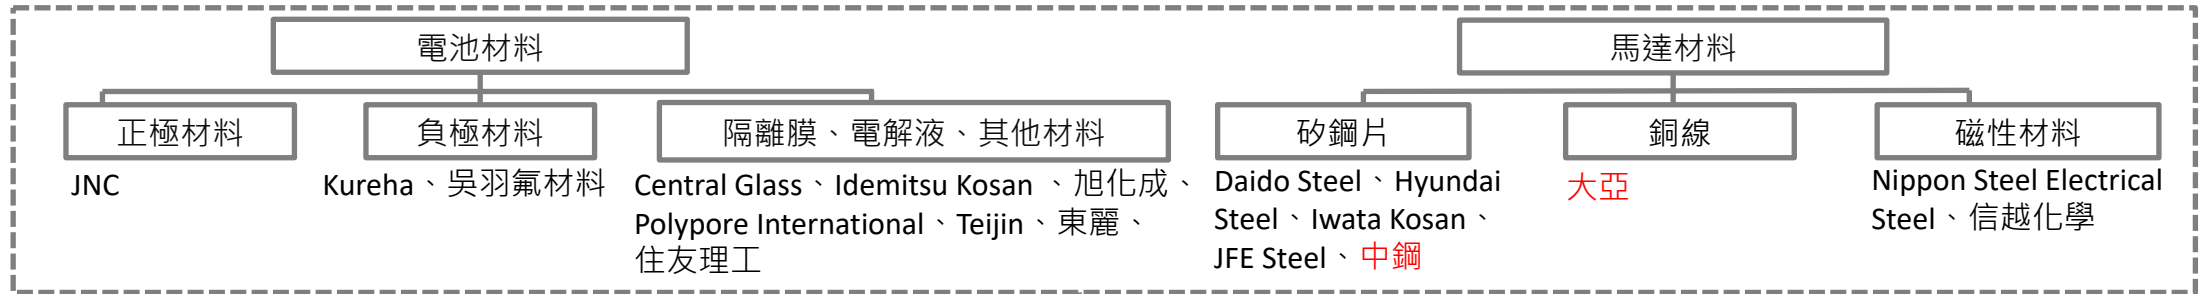 電池材料
馬達材料
正極材料
負極材料
隔離膜、電解液、其他材料
矽鋼片
銅線
磁性材料
JNC
Kureha、吳羽氟材料
Central Glass、Idemitsu Kosan 、旭化成、
Polypore International、Teijin、東麗、
住友理工
Daido Steel、Hyundai
Steel、Iwata Kosan、
JFE Steel、中鋼
大亞
Nippon Steel Electrical
Steel、信越化學